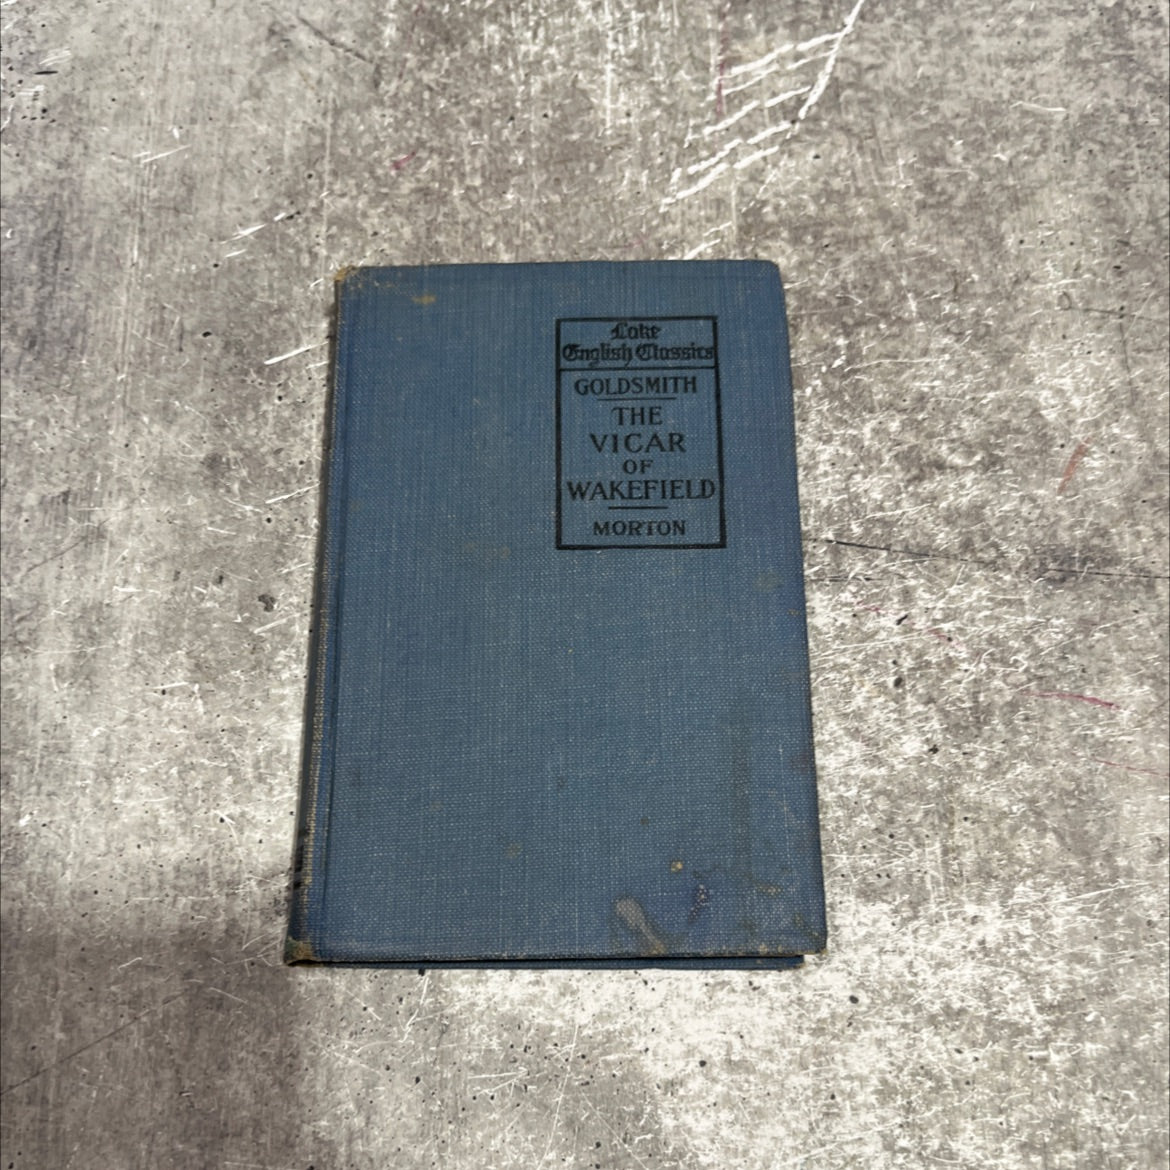 Lake
English Classics
GOLDSMITH
THE
VICAR
OF
WAKEFIELD
MORTON